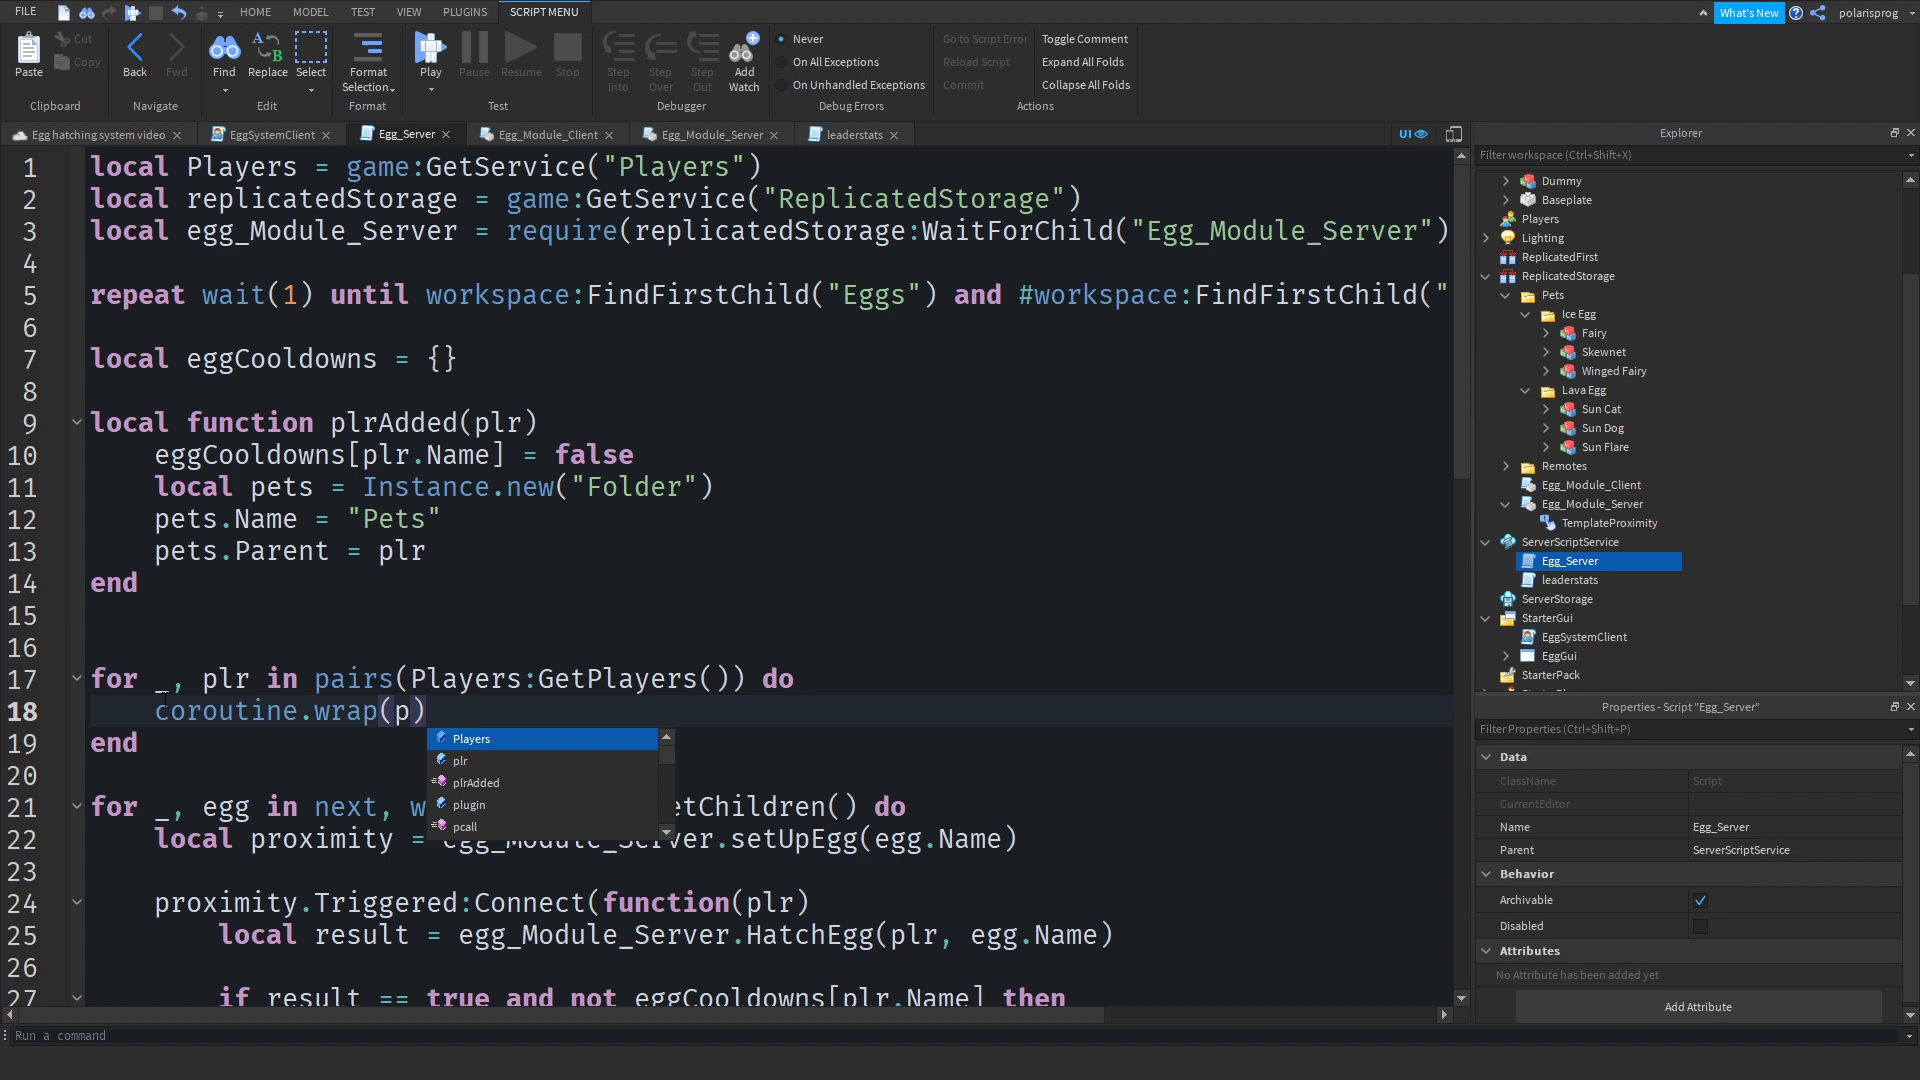 FILE HOME MODEL TEST VIEW PLUGINS SCRIPT MENU What's New polarisprog
Paste Cut Copy Back Fwd Find Replace Select Format Selection Play Pause Resume Stop Step Into Step Over Step Out Add Watch
Never Go to Script Error Toggle Comment
On All Exceptions Reload Script Expand All Folds
On Unhandled Exceptions Commit Collapse All Folds
Clipboard Navigate Edit Format Test Debugger Debug Errors Actions
Egg hatching system video EggSystemClient Egg_Server Egg_Module_Client Egg_Module_Server leaderstats UI
1 local Players = game:GetService("Players")
2 local replicatedStorage = game:GetService("ReplicatedStorage")
3 local egg_Module_Server = require(replicatedStorage:WaitForChild("Egg_Module_Server")
4
5 repeat wait(1) until workspace:FindFirstChild("Eggs") and #workspace:FindFirstChild("
6
7 local eggCooldowns = {}
8
9 local function plrAdded(plr)
10 eggCooldowns[plr.Name] = false
11 local pets = Instance.new("Folder")
12 pets.Name = "Pets"
13 pets.Parent = plr
14 end
15
16
17 for _, plr in pairs(Players:GetPlayers()) do
18 coroutine.wrap(p)
19 end
20
21 for _, egg in next, w etChildren() do
22 local proximity = egg_Module_Server.setUpEgg(egg.Name)
23
24 proximity.Triggered:Connect(function(plr)
25 local result = egg_Module_Server.HatchEgg(plr, egg.Name)
26
27 if result == true and not eggCooldowns[plr.Name] then
Players
plr
plrAdded
plugin
pcall
Run a command
Explorer
Filter workspace (Ctrl+Shift+X)
Dummy
Baseplate
Players
Lighting
ReplicatedFirst
ReplicatedStorage
Pets
Ice Egg
Fairy
Skewnet
Winged Fairy
Lava Egg
Sun Cat
Sun Dog
Sun Flare
Remotes
Egg_Module_Client
Egg_Module_Server
TemplateProximity
ServerScriptService
Egg_Server
leaderstats
ServerStorage
StarterGui
EggSystemClient
EggGui
StarterPack
Properties - Script "Egg_Server"
Filter Properties (Ctrl+Shift+P)
Data
ClassName Script
CurrentEditor
Name Egg_Server
Parent ServerScriptService
Behavior
Archivable
Disabled
Attributes
No Attribute has been added yet
Add Attribute